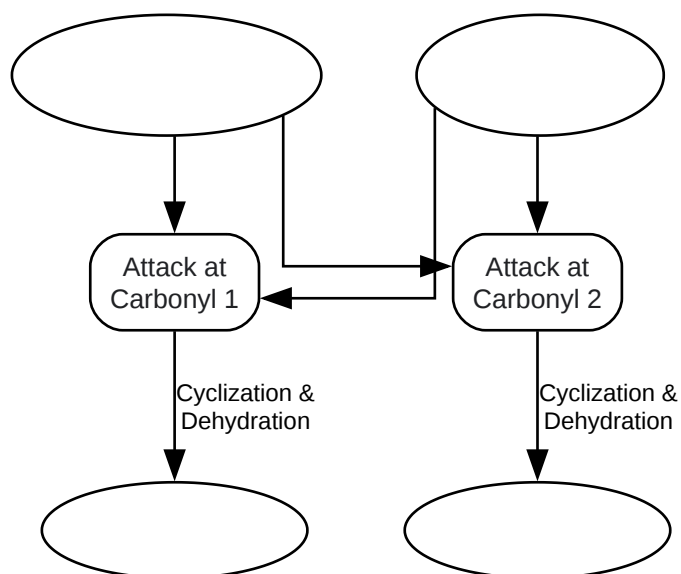 Attack at
Carbonyl 1
Attack at
Carbonyl 2
Cyclization &
Dehydration
Cyclization &
Dehydration